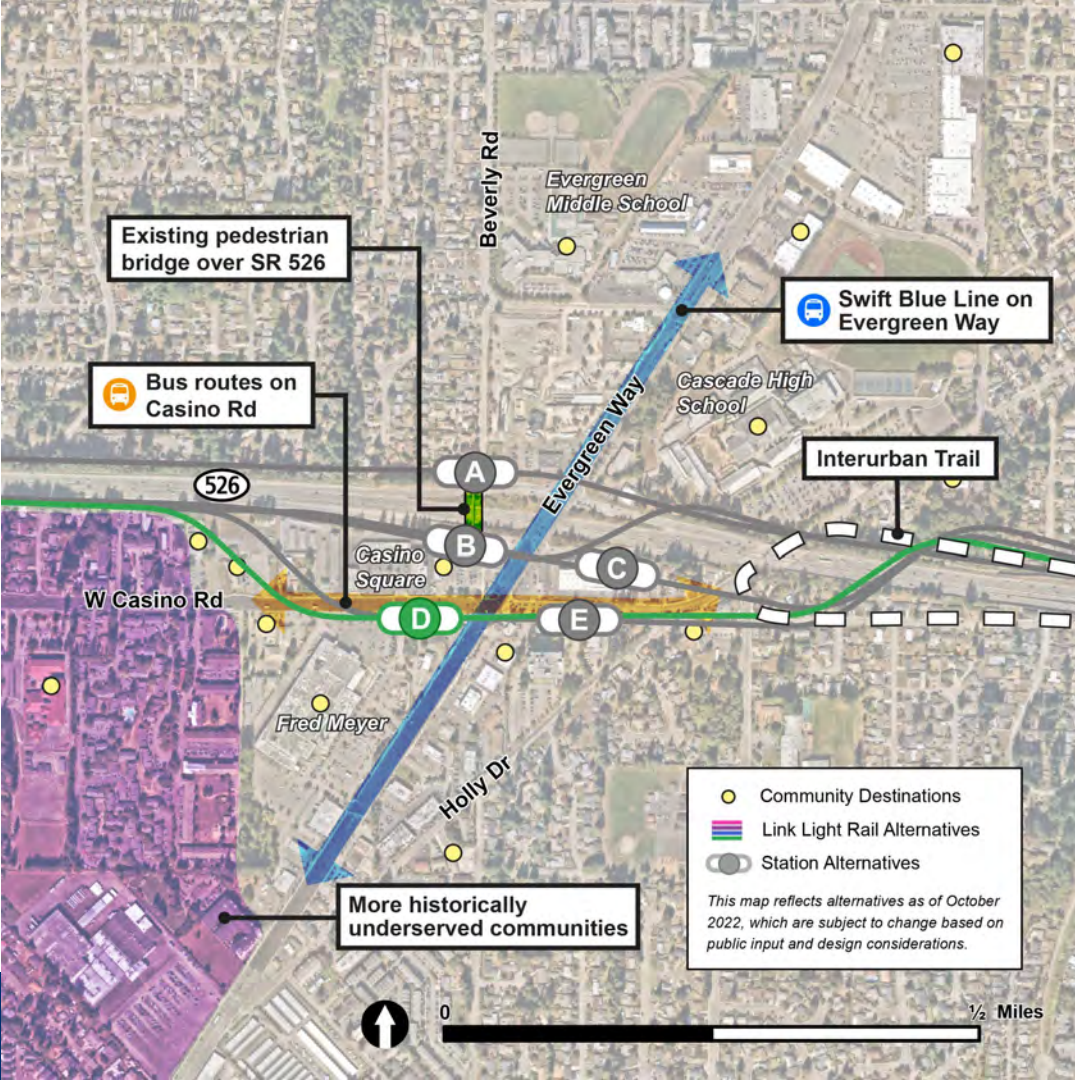 Beverly Rd
Evergreen
Middle School
Existing pedestrian
bridge over SR 526
Swift Blue Line on
Evergreen Way
Bus routes on
Casino Rd
Cascade High
School
Evergreen Way
Interurban Trail
A
526
B
Casino
Square
C
W Casino Rd
D
E
Fred Meyer
Holly Dr
Community Destinations
Link Light Rail Alternatives
Station Alternatives
This map reflects alternatives as of October
2022, which are subject to change based on
public input and design considerations.
More historically
underserved communities
0
½ Miles